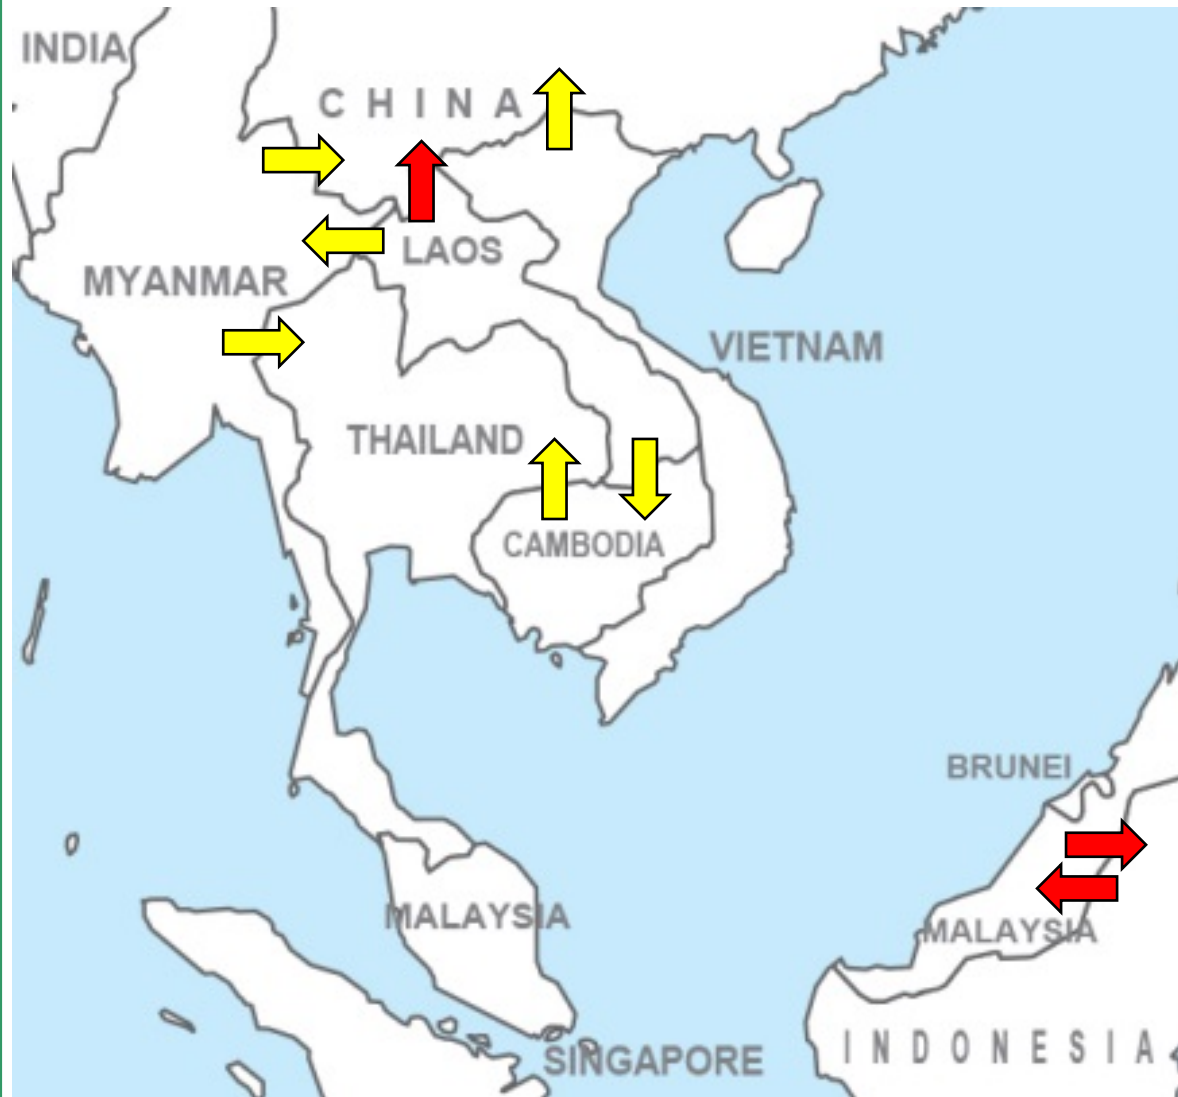 INDIA
CHINA
LAOS
MYANMAR
VIETNAM
THAILAND
CAMBODIA
BRUNEI
MALAYSIA
MALAYSIA
INDONESIA
SINGAPORE